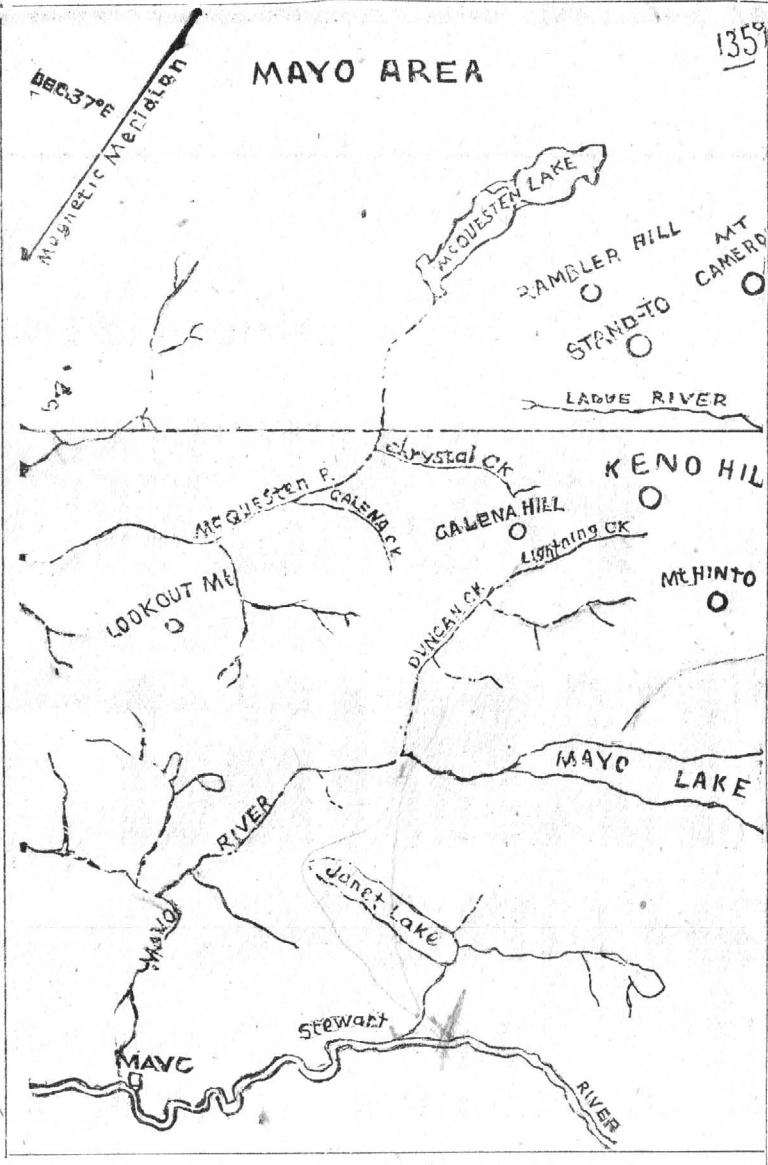 135°
MAYO AREA
DEC.37°E
Magnetic Meridian
MCQUESTEN LAKE
RAMBLER HILL
MT
CAMERO
STAND-TO
LADUE RIVER
Chrystal CK
KENO HIL
McQUESTEN R.
GALENA CK
GALENA HILL
Lightning CK
LOOKOUT Mt
Mt HINTO
DUNCAN CK
MAYO LAKE
RIVER
Janet Lake
MAYO
Stewart
MAYO
RIVER